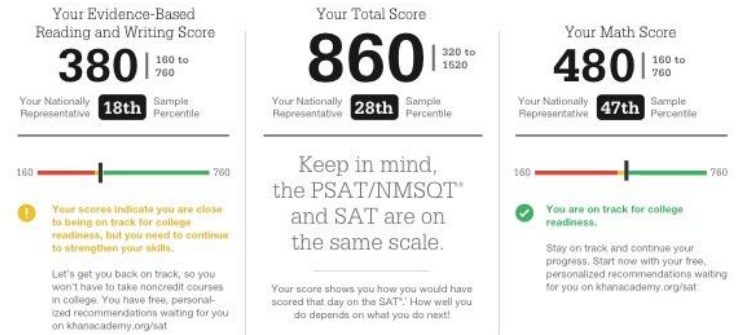 Your Evidence-Based
Reading and Writing Score
380 | 160 to
760
Your Nationally
Representative
18th
Sample
Percentile
160
760
Your scores indicate you are close
to being on track for college
readiness, but you need to continue
to strengthen your skills.
Let's get you back on track, so you
won't have to take noncredit courses
in college. You have free, personal-
ized recommendations waiting for you
on khanacademy.org/sat
Your Total Score
860 | 320 to
1520
Your Nationally
Representative
28th
Sample
Percentile
Keep in mind,
the PSAT/NMSQT®
and SAT are on
the same scale.
Your score shows you how you would have
scored that day on the SAT®.¹ How well you
do depends on what you do next!
Your Math Score
480 | 160 to
760
Your Nationally
Representative
47th
Sample
Percentile
160
760
You are on track for college
readiness.
Stay on track and continue your
progress. Start now with your free,
personalized recommendations waiting
for you on khanacademy.org/sat